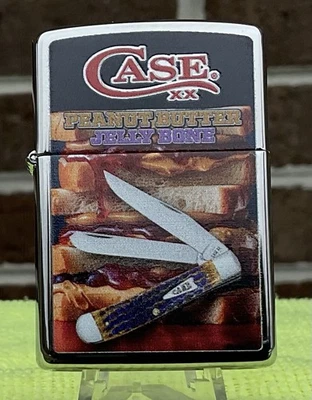 CASE®
XX
PEANUT BUTTER
JELLY BONE
CASE